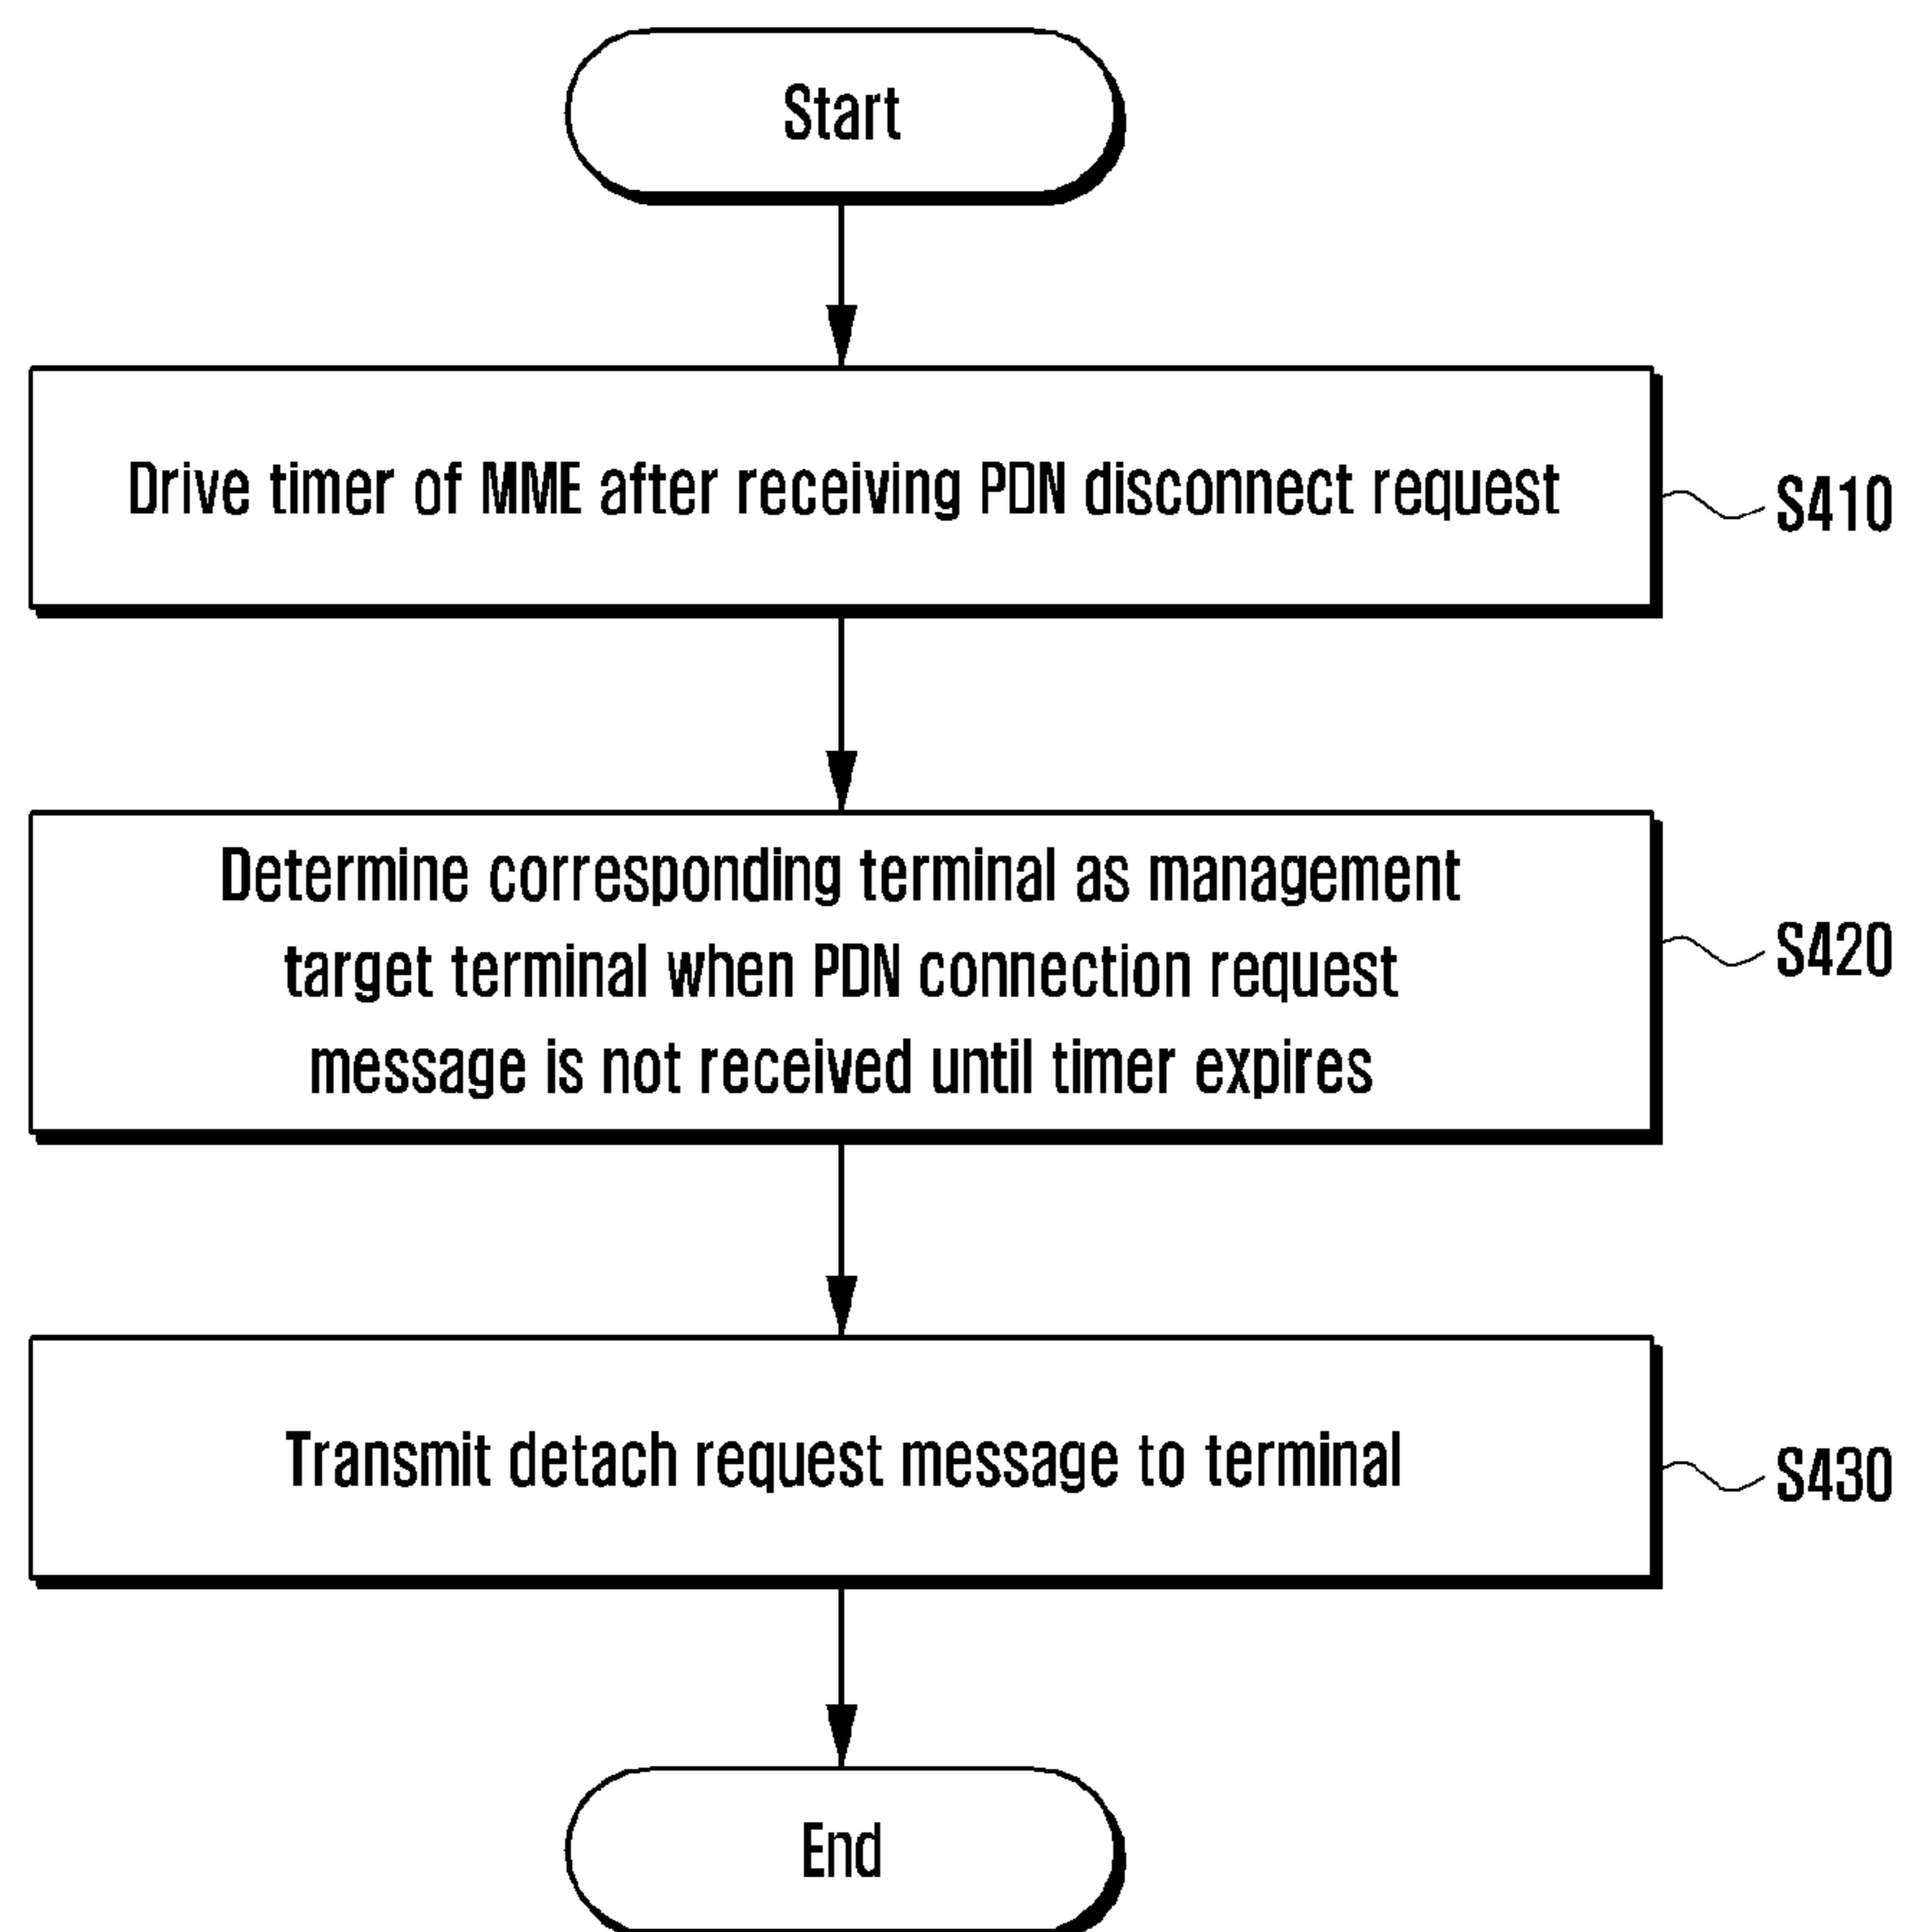 Start
Drive timer of MME after receiving PDN disconnect request
S410
Determine corresponding terminal as management
target terminal when PDN connection request
message is not received until timer expires
S420
Transmit detach request message to terminal
S430
End